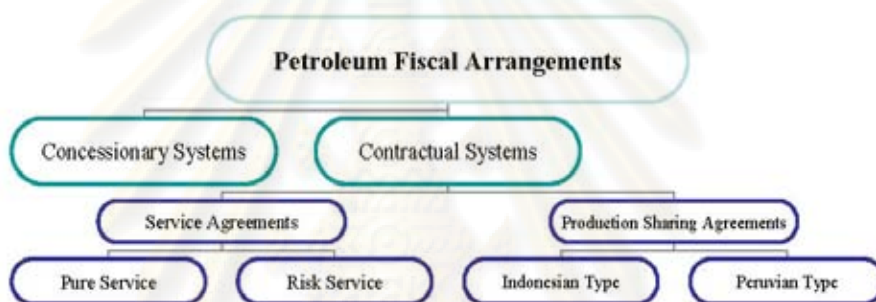 Petroleum Fiscal Arrangements
Concessionary Systems
Contractual Systems
Service Agreements
Production Sharing Agreements
Pure Service
Risk Service
Indonesian Type
Peruvian Type